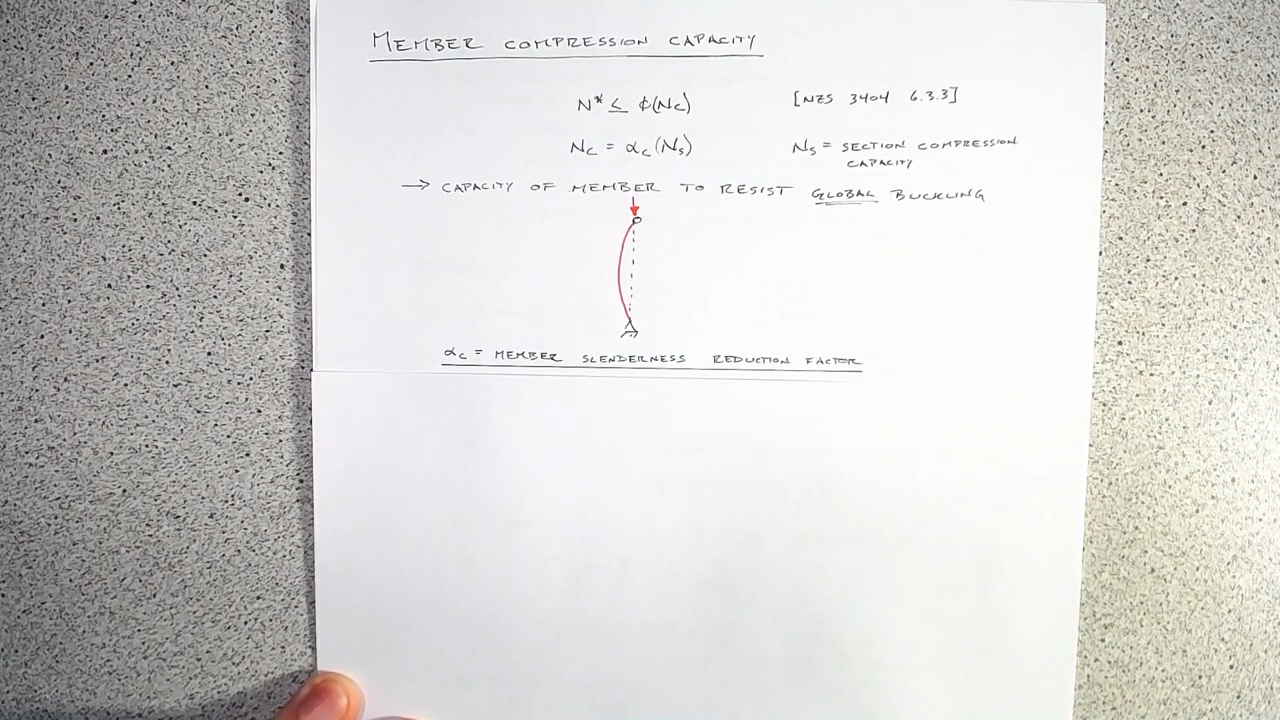 MEMBER COMPRESSION CAPACITY
N* ≤ φ(Nc) [NZS 3404 6.3.3]
Nc = αc(Ns) Ns = SECTION COMPRESSION
CAPACITY
→ CAPACITY OF MEMBER TO RESIST GLOBAL BUCKLING
αc = MEMBER SLENDERNESS REDUCTION FACTOR